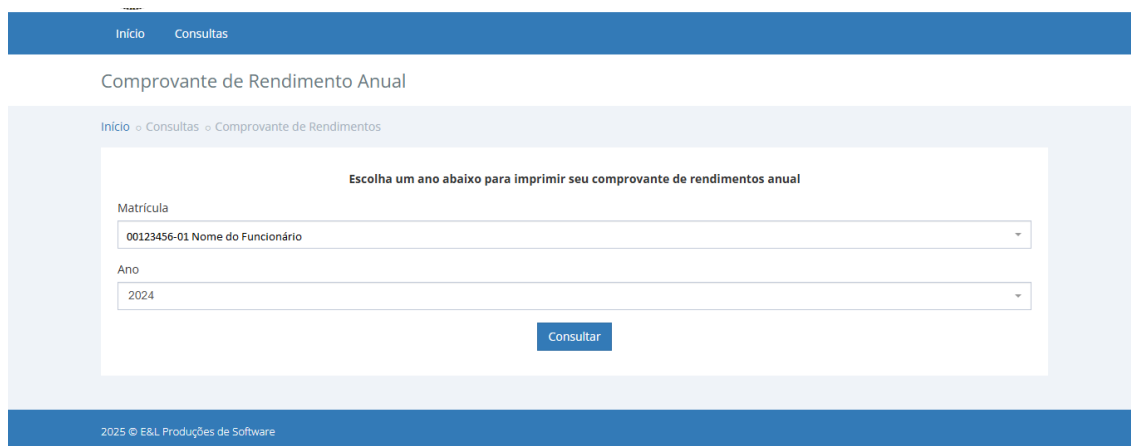 Início Consultas
Comprovante de Rendimento Anual
Início o Consultas o Comprovante de Rendimentos
Escolha um ano abaixo para imprimir seu comprovante de rendimentos anual
Matrícula
00123456-01 Nome do Funcionário
Ano
2024
Consultar
2025 © E&L Produções de Software